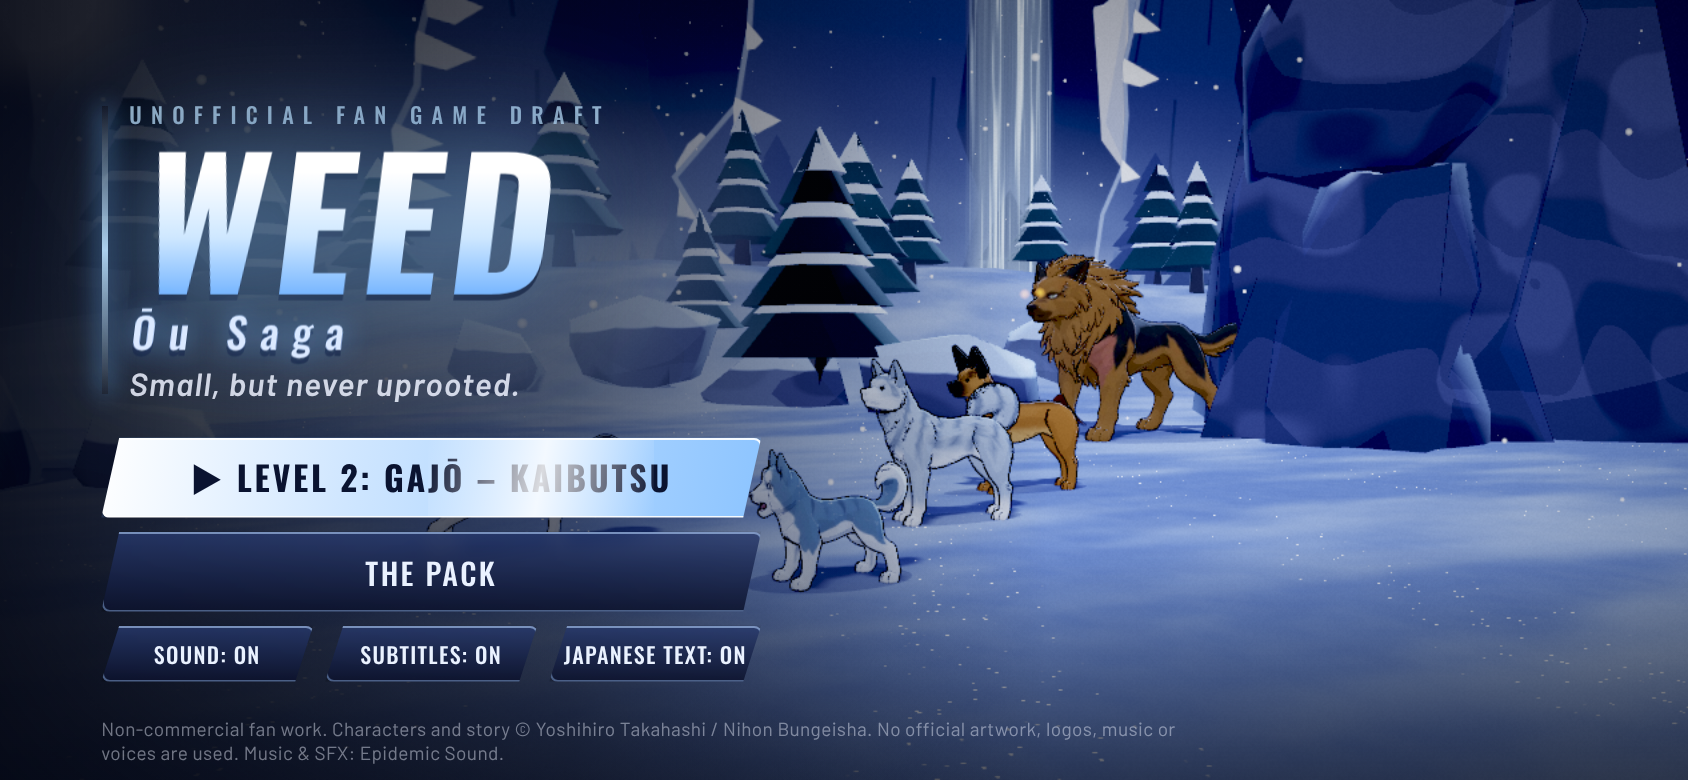 UNOFFICIAL FAN GAME DRAFT
WEED
Ōu Saga
Small, but never uprooted.
▶ LEVEL 2: GAJŌ – KAIBUTSU
THE PACK
SOUND: ON
SUBTITLES: ON
JAPANESE TEXT: ON
Non-commercial fan work. Characters and story © Yoshihiro Takahashi / Nihon Bungeisha. No official artwork, logos, music or
voices are used. Music & SFX: Epidemic Sound.